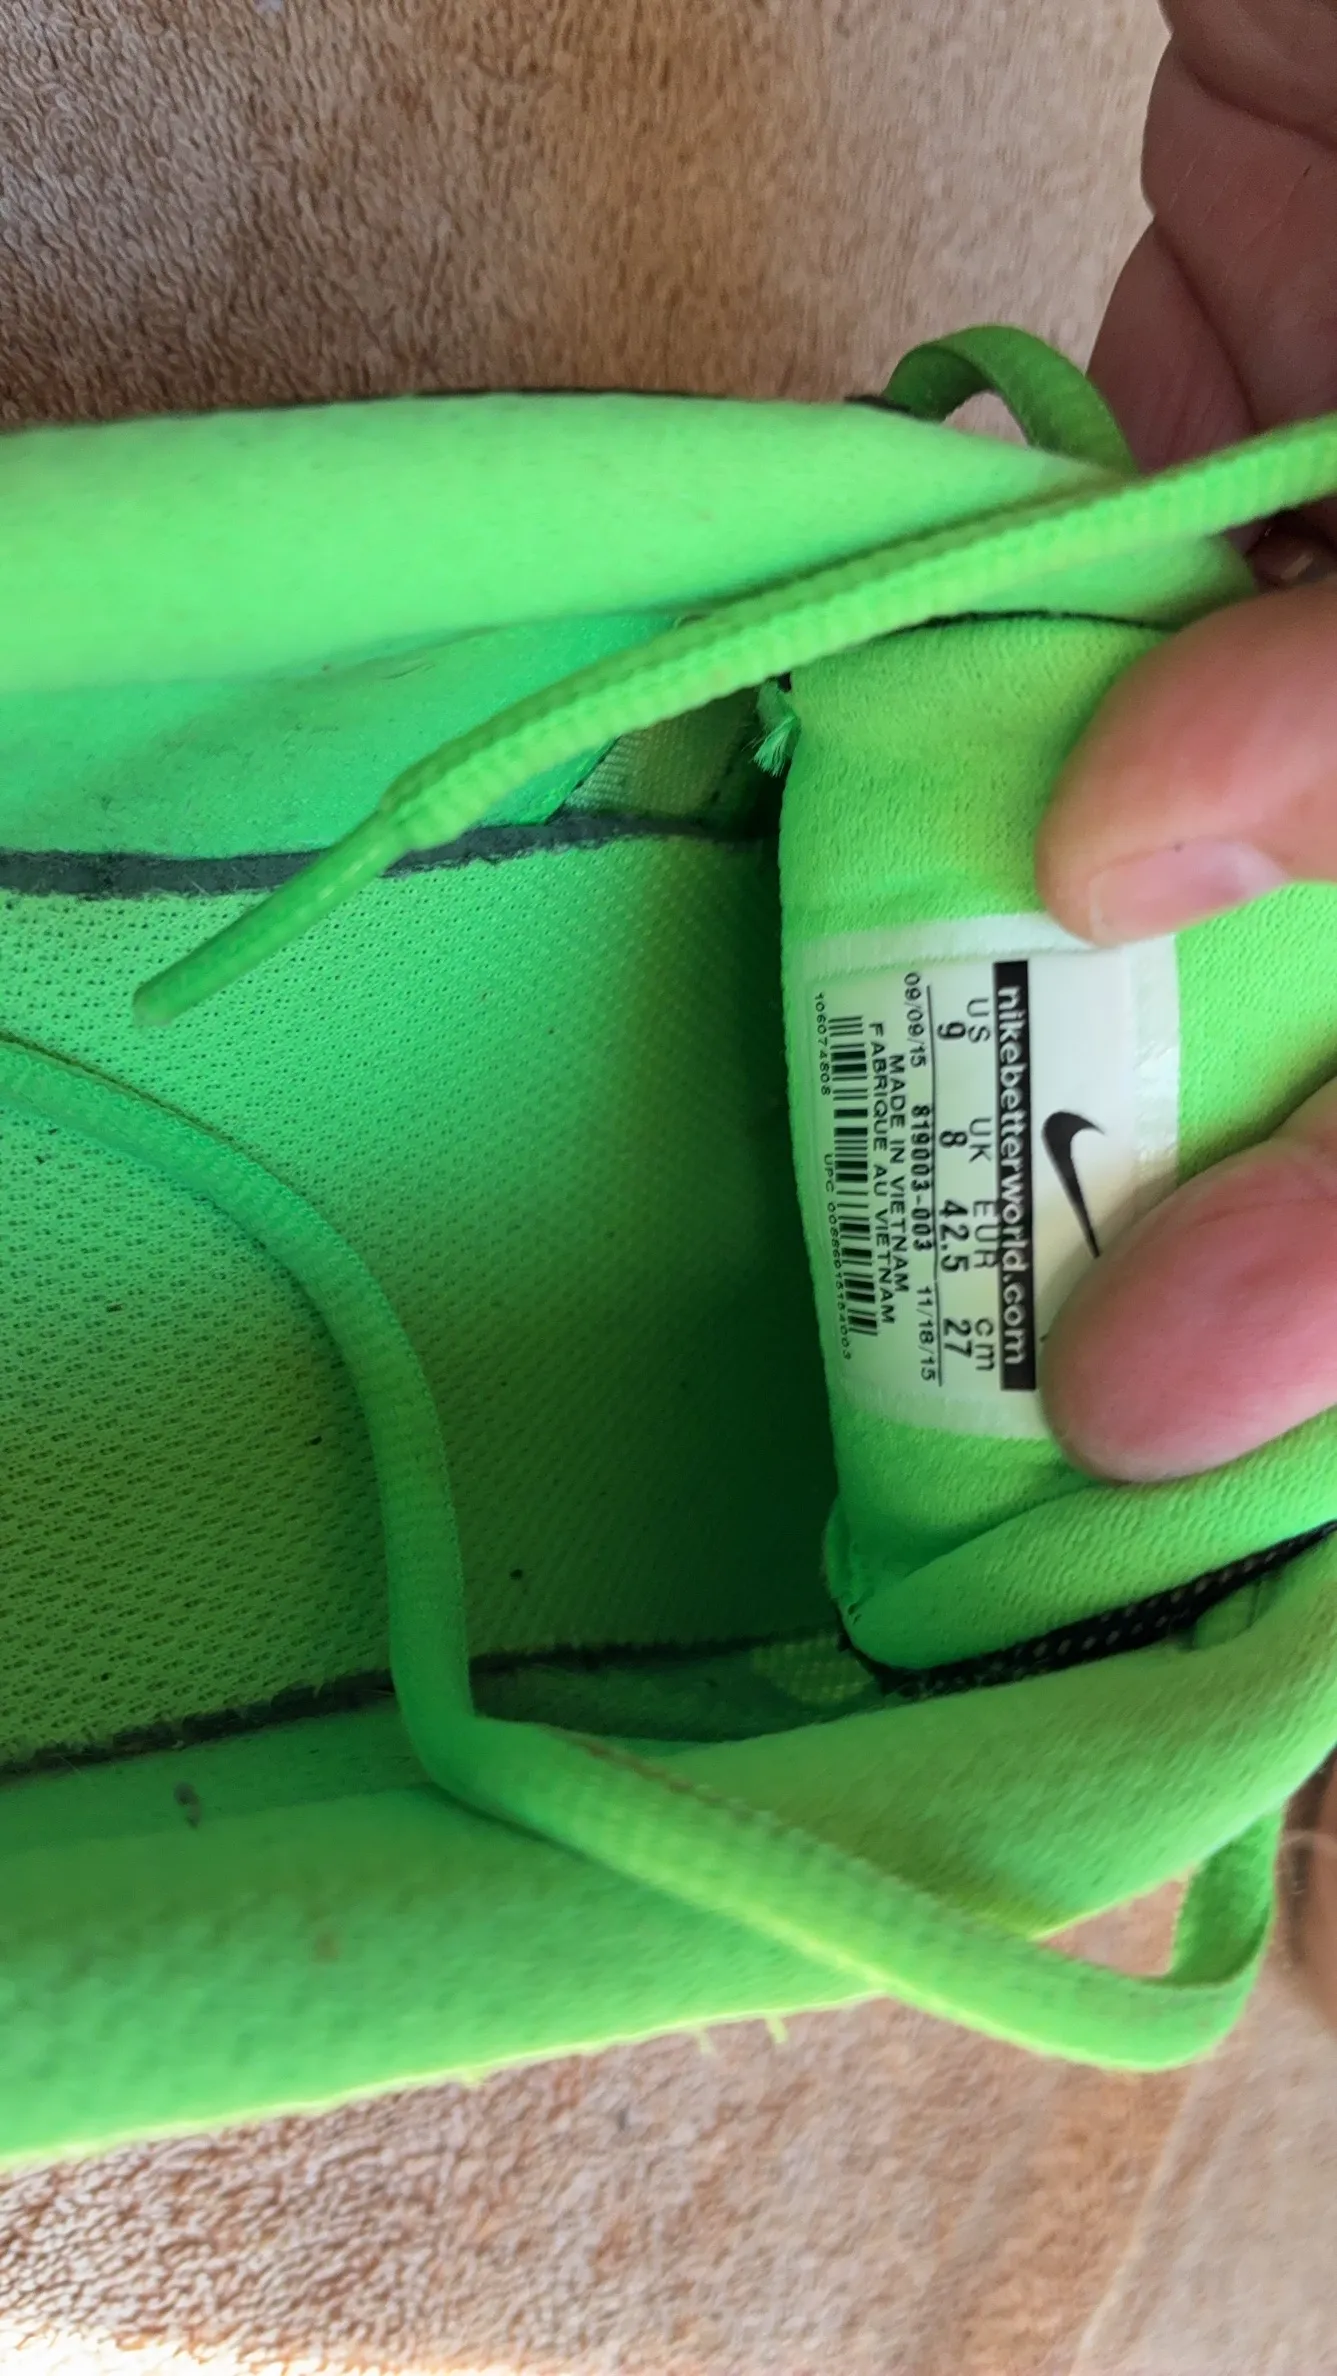 nikebetterworld.com
US UK EUR cm
9 8 42.5 27
09/09/15 819003-003 11/18/15
MADE IN VIETNAM
FABRIQUE AU VIETNAM
106074808